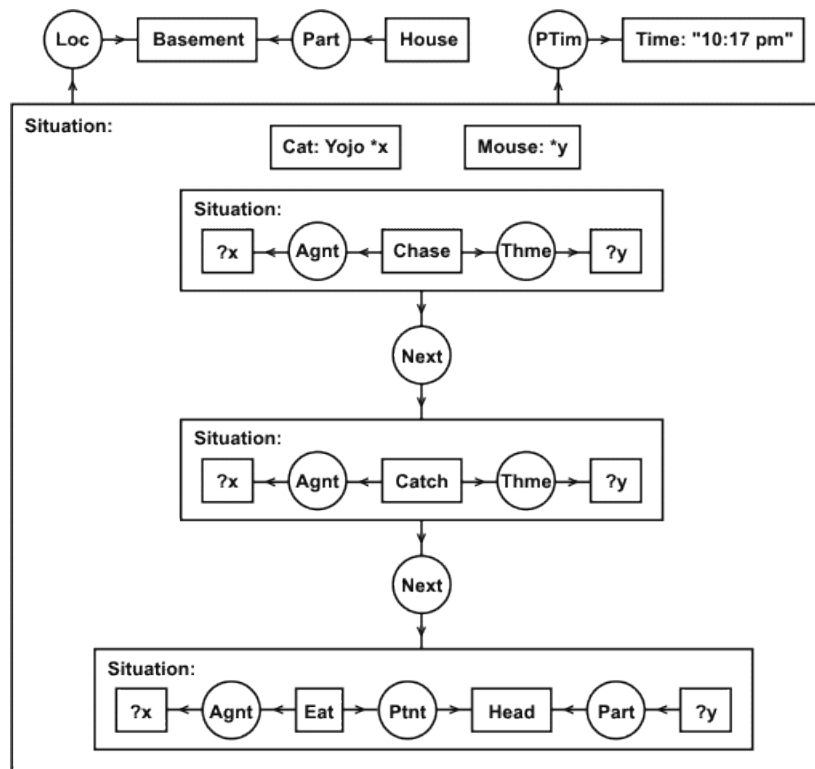 Loc Basement Part House PTim Time: "10:17 pm"
Situation:
Cat: Yojo *x Mouse: *y
Situation:
?x Agnt Chase Thme ?y
Next
Situation:
?x Agnt Catch Thme ?y
Next
Situation:
?x Agnt Eat Ptnt Head Part ?y